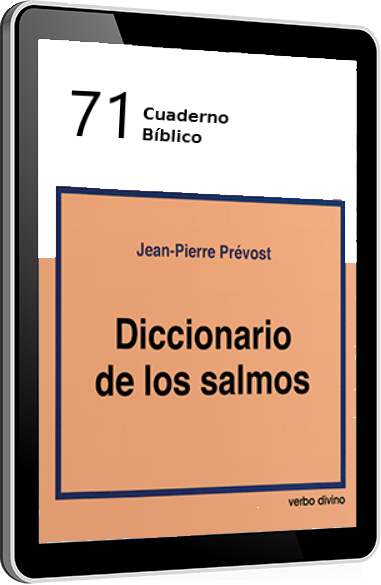 71 Cuaderno
Bíblico
Jean-Pierre Prévost
Diccionario
de los salmos
verbo divino